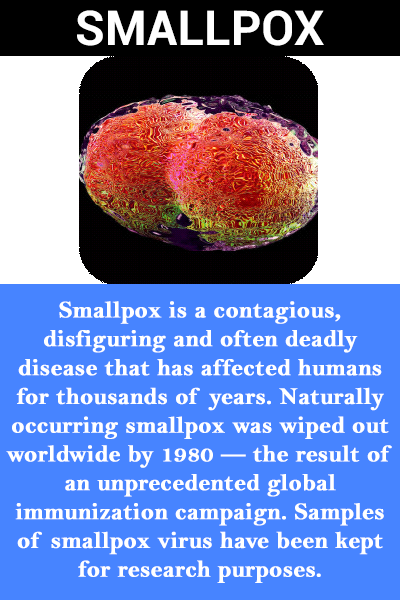 SMALLPOX
Smallpox is a contagious,
disfiguring and often deadly
disease that has affected humans
for thousands of years. Naturally
occurring smallpox was wiped out
worldwide by 1980 — the result of
an unprecedented global
immunization campaign. Samples
of smallpox virus have been kept
for research purposes.